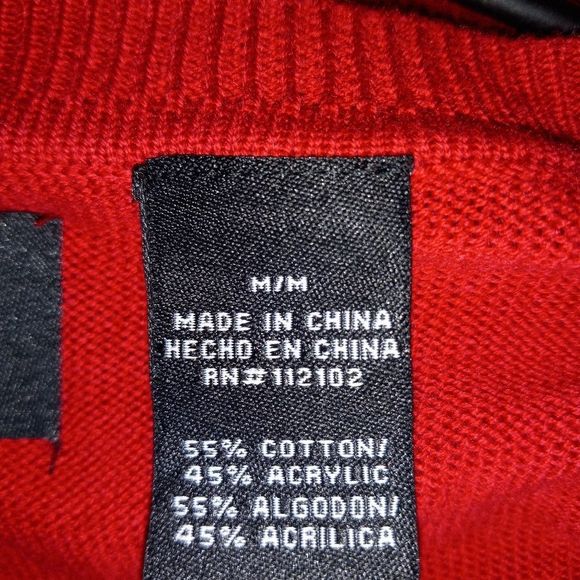 M/M
MADE IN CHINA
HECHO EN CHINA
RN#112102
55% COTTON/
45% ACRYLIC
55% ALGODON/
45% ACRILICA